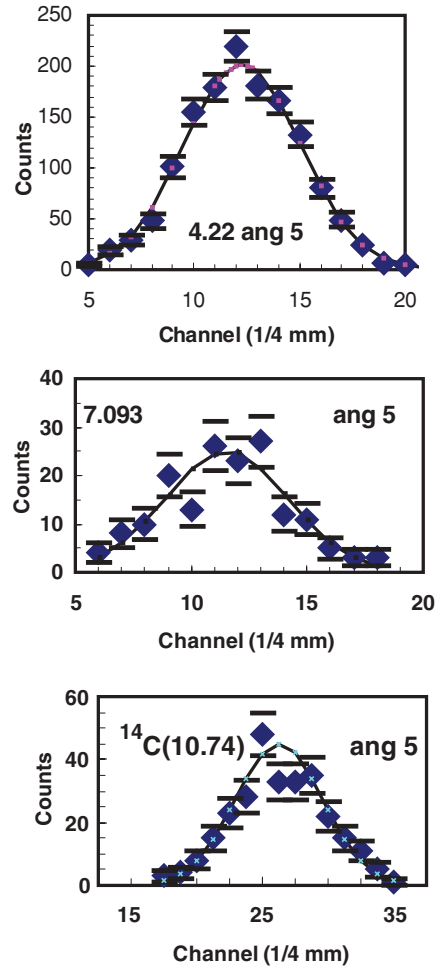 250
200
150
100
50
0
Counts
4.22 ang 5
5 10 15 20
Channel (1/4 mm)
40
30
20
10
0
Counts
7.093 ang 5
5 10 15 20
Channel (1/4 mm)
60
40
20
0
Counts
¹⁴C(10.74) ang 5
15 25 35
Channel (1/4 mm)